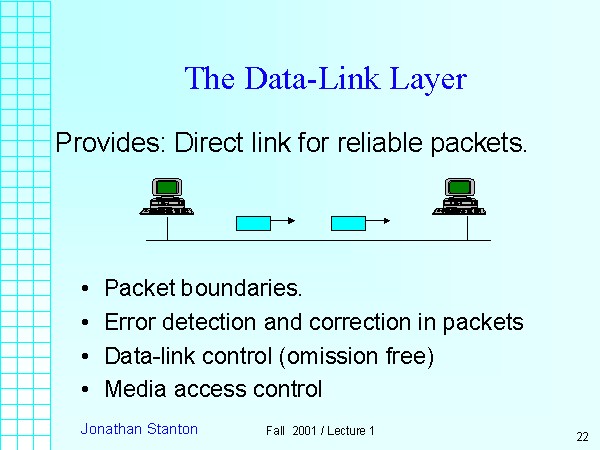 The Data-Link Layer
Provides: Direct link for reliable packets.
• Packet boundaries.
• Error detection and correction in packets
• Data-link control (omission free)
• Media access control
Jonathan Stanton
Fall 2001 / Lecture 1
22